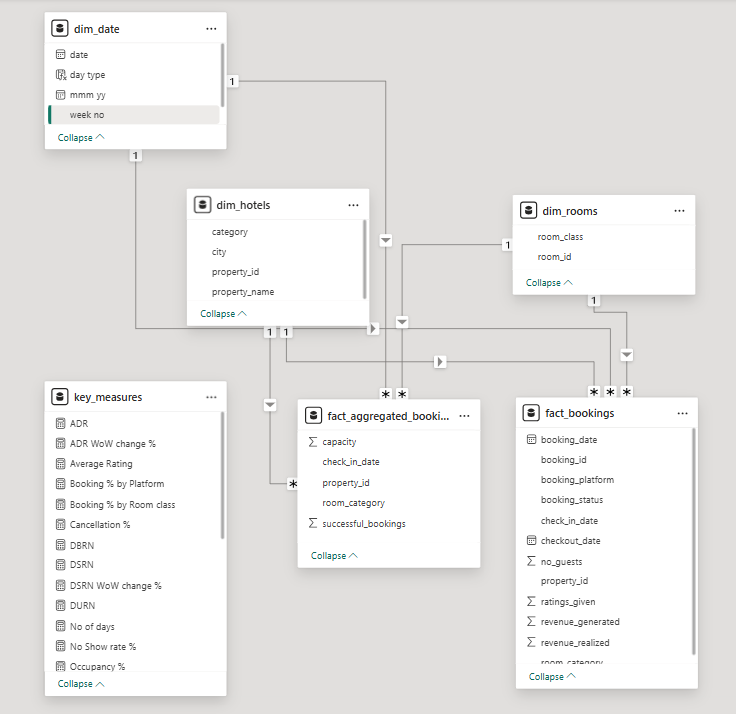 dim_date
date
day type
mmm yy
week no
Collapse
1
1
dim_hotels
category
city
property_id
property_name
Collapse
1
1
dim_rooms
room_class
room_id
Collapse
1
1
key_measures
ADR
ADR WoW change %
Average Rating
Booking % by Platform
Booking % by Room class
Cancellation %
DBRN
DSRN
DSRN WoW change %
DURN
No of days
No Show rate %
Occupancy %
Collapse
* *
*
fact_aggregated_booki...
capacity
check_in_date
property_id
room_category
successful_bookings
Collapse
* * *
fact_bookings
booking_date
booking_id
booking_platform
booking_status
check_in_date
checkout_date
no_guests
property_id
ratings_given
revenue_generated
revenue_realized
room_category
Collapse